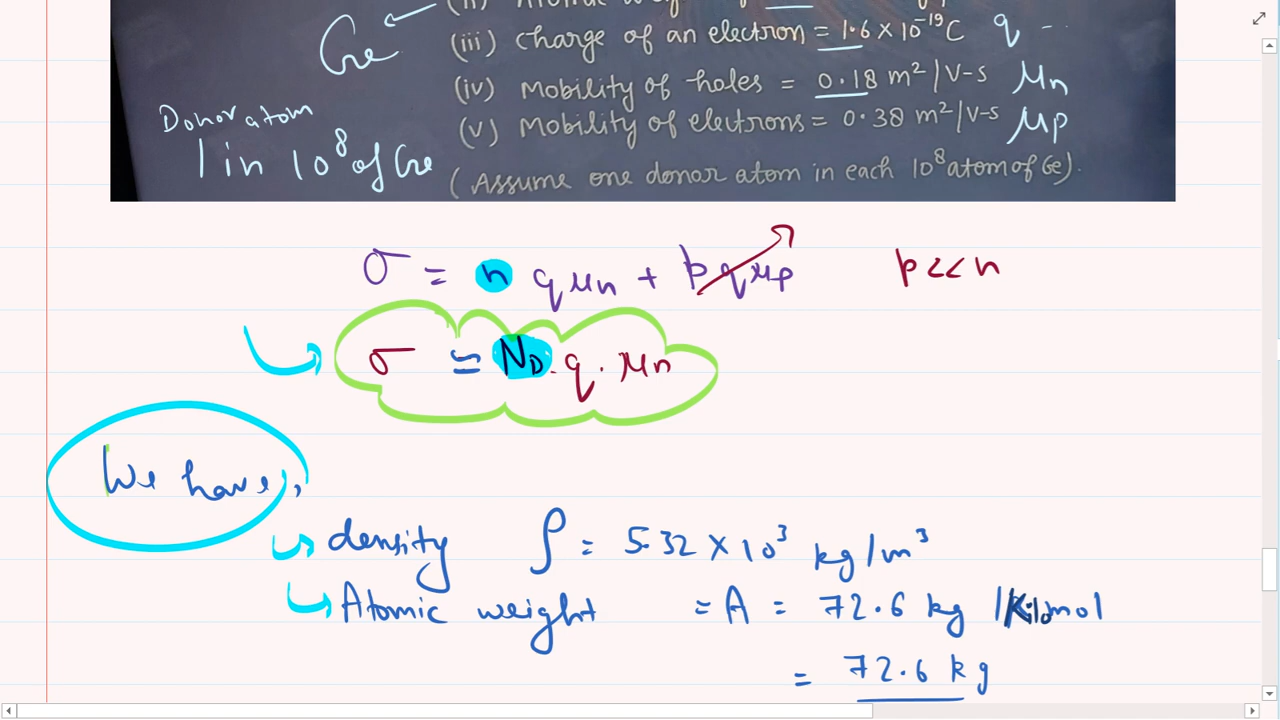 Ge
(iii) Charge of an electron = 1.6 × 10⁻¹⁹C q
(iv) Mobility of holes = 0.18 m²/V-s μn
Donor atom
(v) Mobility of electrons = 0.38 m²/V-s μp
1 in 10⁸ of Ge
(Assume one donor atom in each 10⁸ atom of Ge).
σ = n q μn + p q μp p << n
σ ≃ N_D . q . μn
We have,
density ρ = 5.32 × 10³ kg/m³
Atomic weight = A = 72.6 kg / Kilomol
= 72.6 kg